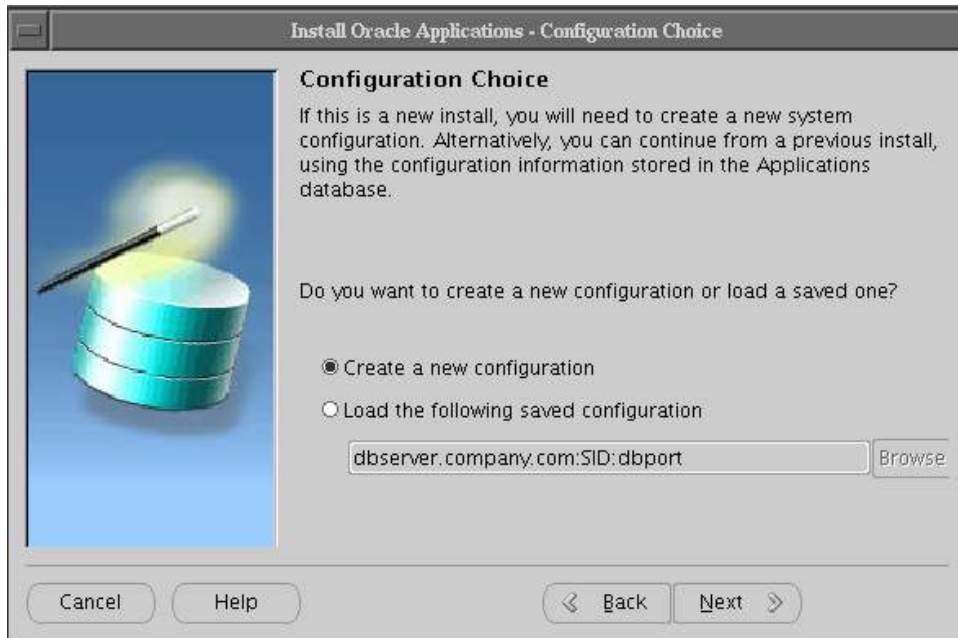 Install Oracle Applications - Configuration Choice
Configuration Choice
If this is a new install, you will need to create a new system
configuration. Alternatively, you can continue from a previous install,
using the configuration information stored in the Applications
database.
Do you want to create a new configuration or load a saved one?
Create a new configuration
Load the following saved configuration
dbserver.company.com:SID:dbport
Browse
Cancel
Help
Back
Next